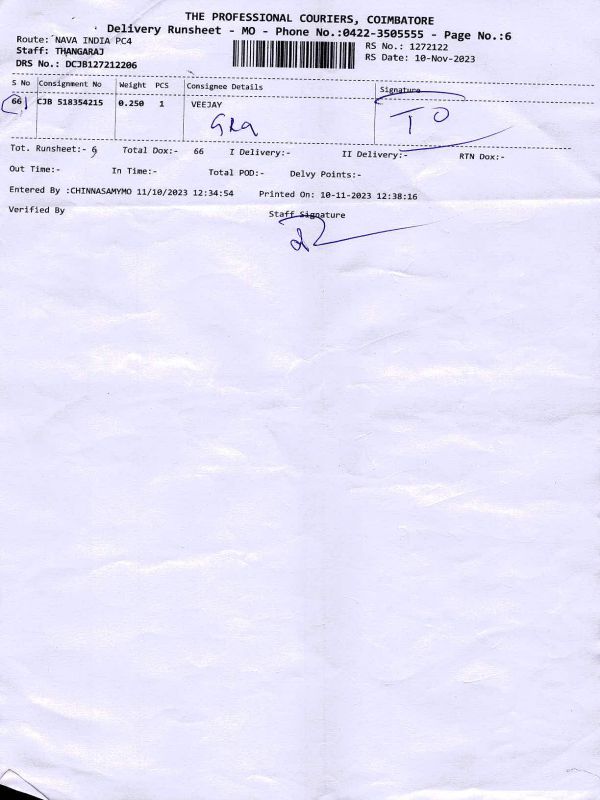 THE PROFESSIONAL COURIERS, COIMBATORE
Delivery Runsheet - MO - Phone No.:0422-3505555 - Page No.:6
Route: NAVA INDIA PC4
RS No.: 1272122
Staff: THANGARAJ
RS Date: 10-Nov-2023
DRS No.: DCJB127212206
S No Consignment No Weight PCS Consignee Details Signature
66 CJB 518354215 0.250 1 VEEJAY
TO
Tot. Runsheet:- Total Dox:- 66 I Delivery:- II Delivery:- RTN Dox:-
Out Time:- In Time:- Total POD:- Delvy Points:-
Entered By :CHINNASAMYMO 11/10/2023 12:34:54 Printed On: 10-11-2023 12:38:16
Verified By Staff Signature